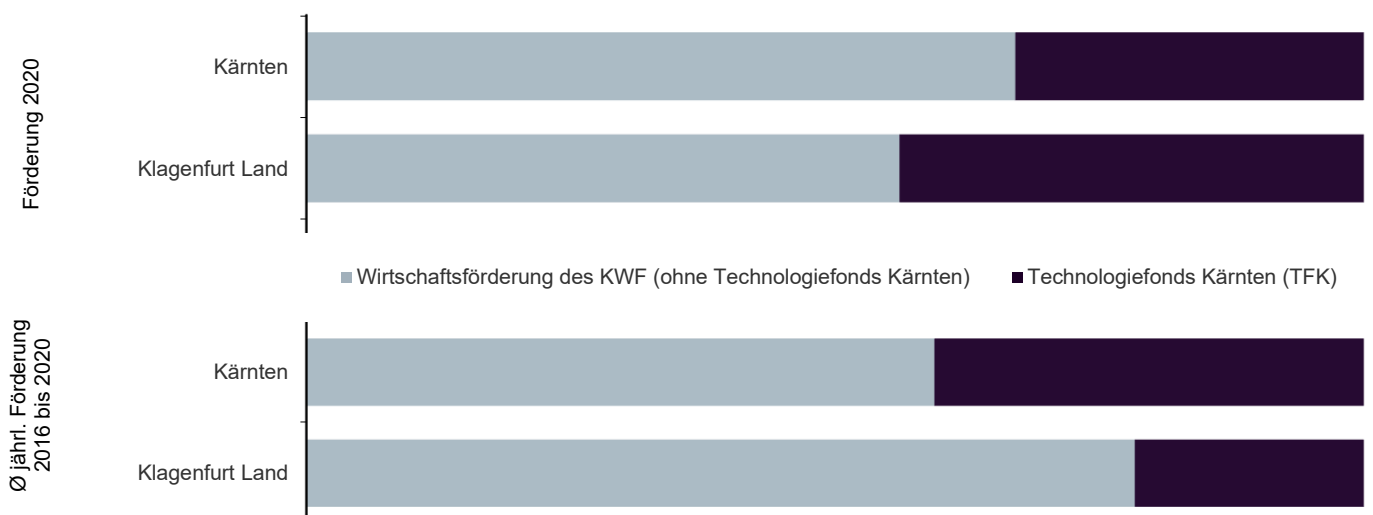 Förderung 2020
Kärnten
Klagenfurt Land
Wirtschaftsförderung des KWF (ohne Technologiefonds Kärnten)
Technologiefonds Kärnten (TFK)
Ø jährl. Förderung
2016 bis 2020
Kärnten
Klagenfurt Land